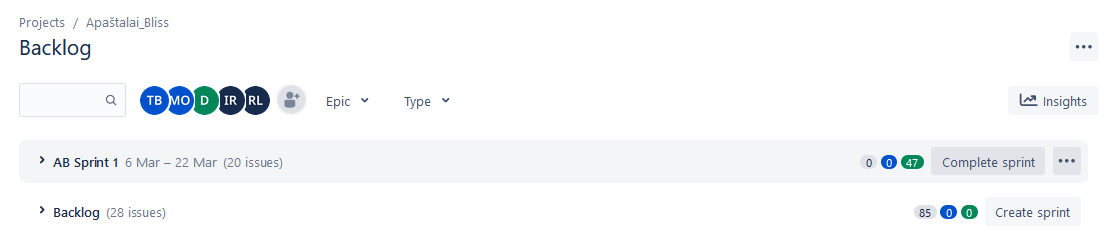 Projects / Apaštalai_Bliss
Backlog
•••
TB MO D IR RL Epic Type Insights
AB Sprint 1 6 Mar – 22 Mar (20 issues) 0 0 47 Complete sprint •••
Backlog (28 issues) 85 0 0 Create sprint